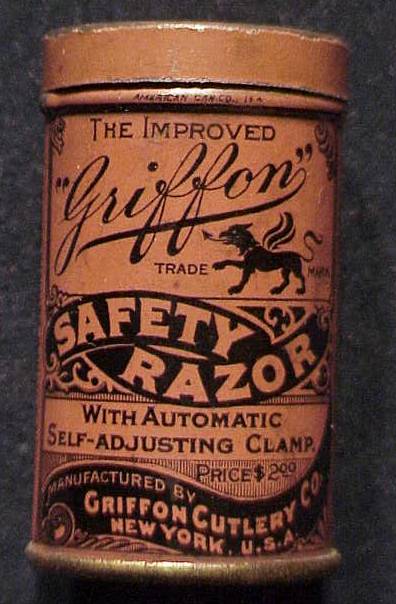 AMERICAN CAN CO.
THE IMPROVED
"Griffon"
TRADE MARK
SAFETY
RAZOR
WITH AUTOMATIC
SELF-ADJUSTING CLAMP.
PRICE $2.00
MANUFACTURED BY
GRIFFON CUTLERY CO.
NEW YORK, U.S.A.